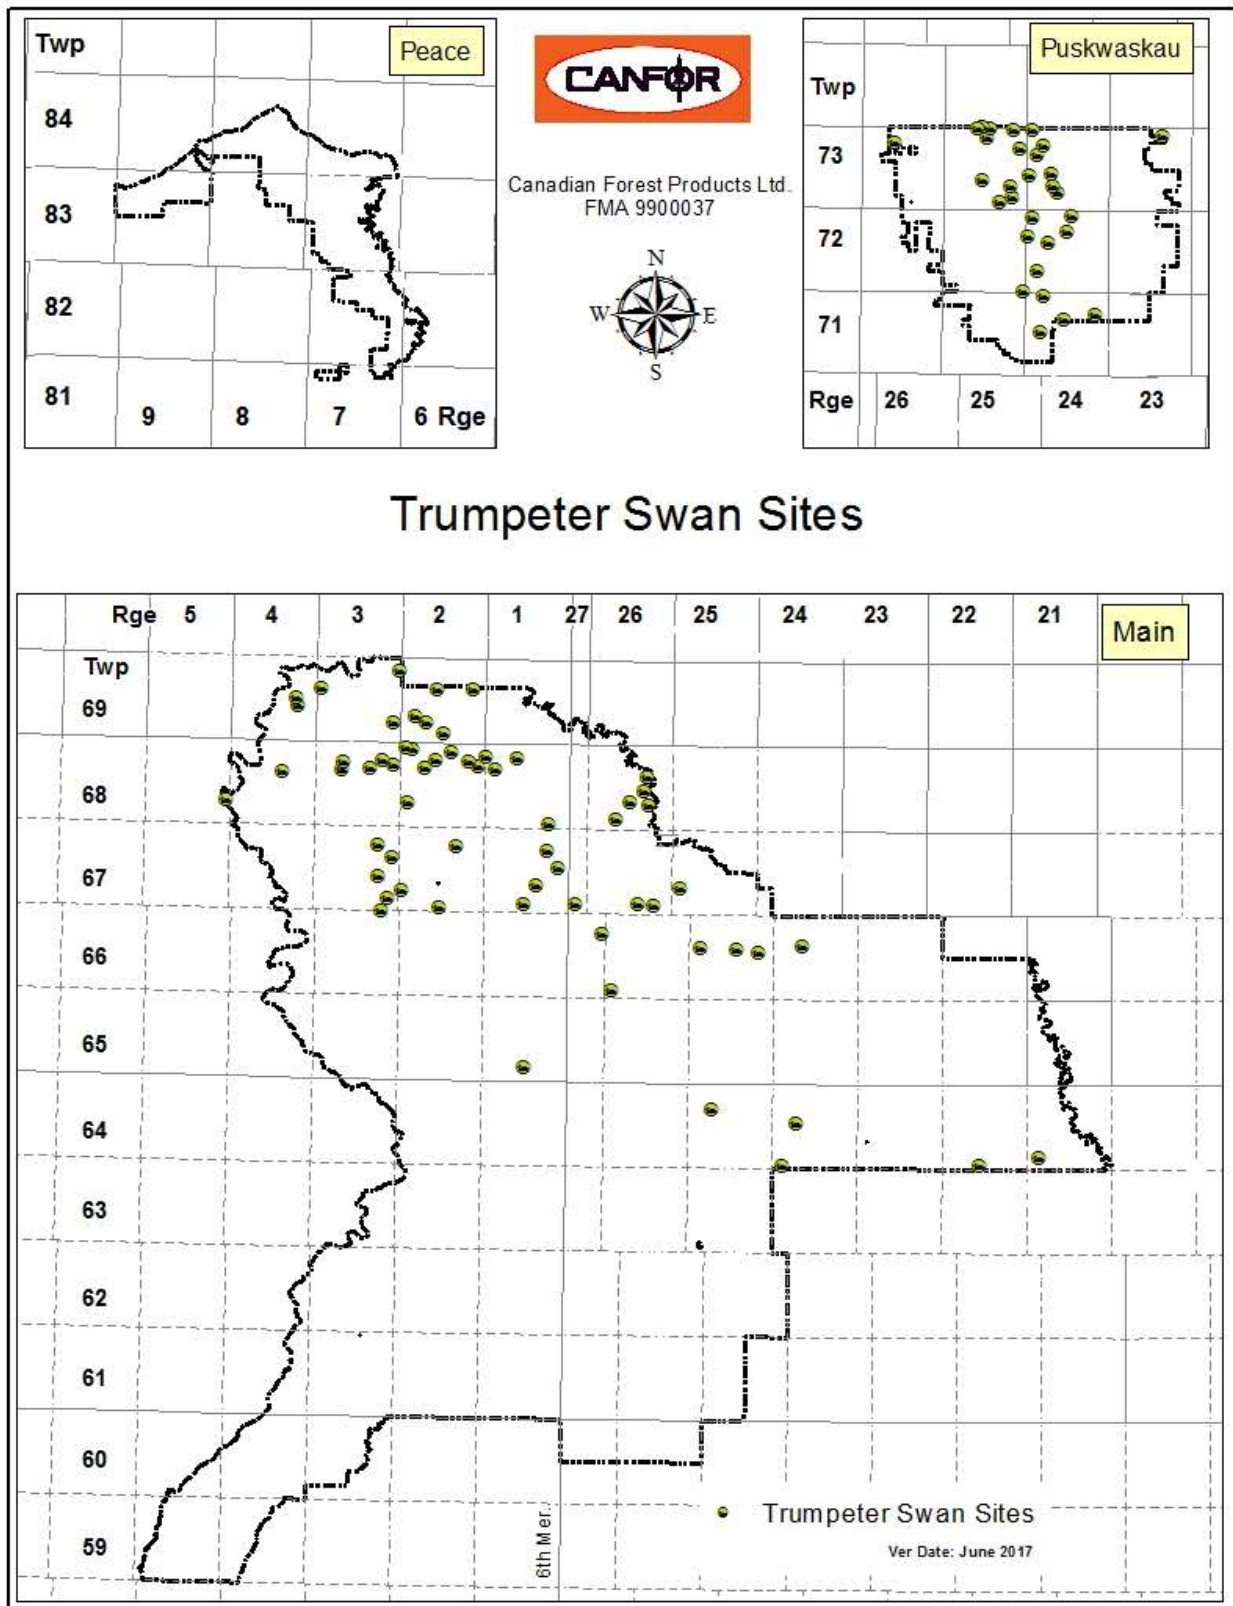 Twp
Peace
84
83
82
81
9 8 7 6 Rge
CANFOR
Canadian Forest Products Ltd.
FMA 9900037
N
W E
S
Puskwaskau
Twp
73
72
71
Rge 26 25 24 23
Trumpeter Swan Sites
Rge 5 4 3 2 1 27 26 25 24 23 22 21
Main
Twp
69
68
67
66
65
64
63
62
61
60
59
6th Mer.
Trumpeter Swan Sites
Ver Date: June 2017